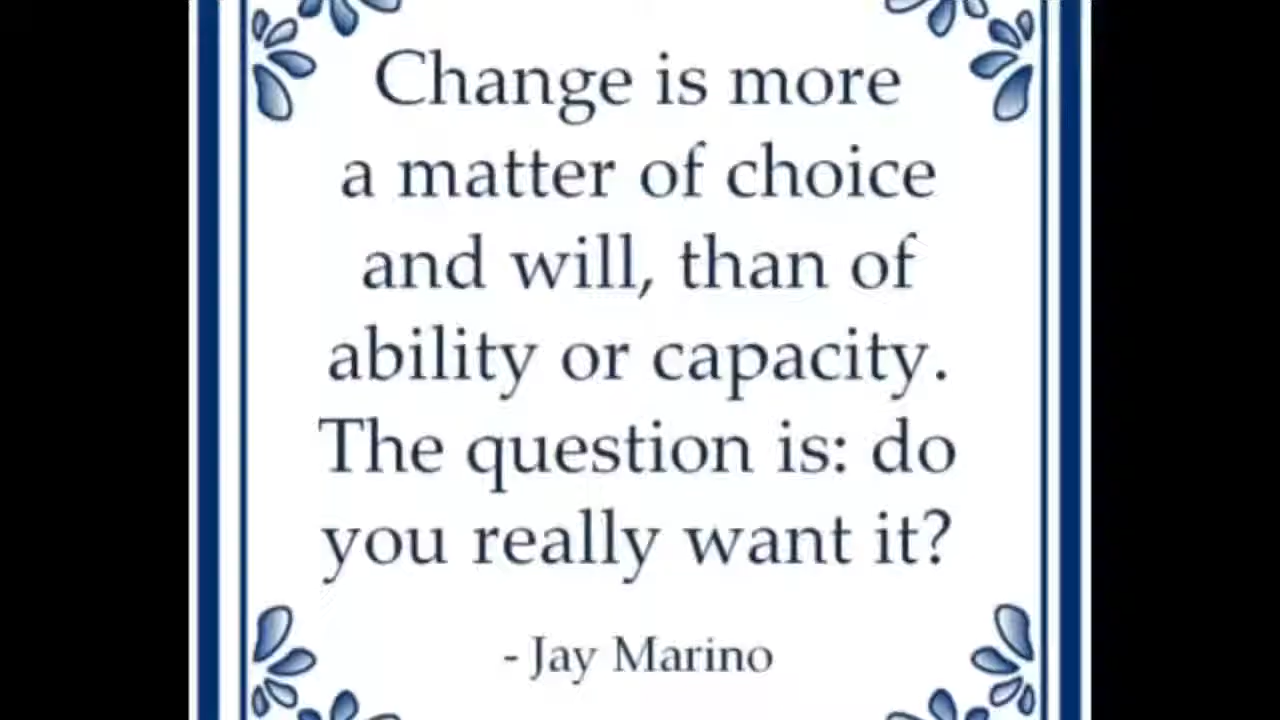 Change is more
a matter of choice
and will, than of
ability or capacity.
The question is: do
you really want it?
- Jay Marino